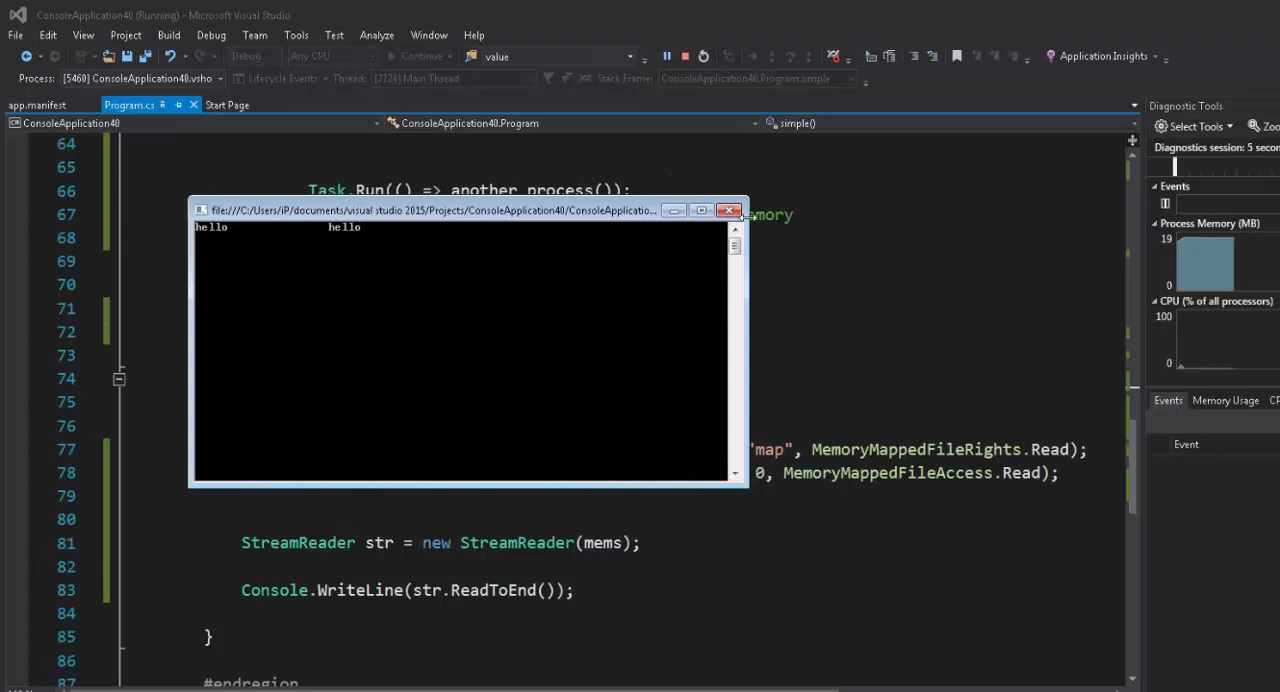 ConsoleApplication40 (Running) - Microsoft Visual Studio
File Edit View Project Build Debug Team Tools Test Analyze Window Help
Debug Any CPU Continue value Application Insights
Process: [5460] ConsoleApplication40.vsho Lifecycle Events Thread: [2728] Main Thread Stack Frame: ConsoleApplication40.Program.simple
app.manifest Program.cs Start Page
ConsoleApplication40 ConsoleApplication40.Program simple()
64
65
66 Task.Run(() => another_process());
67 emory
68
69
70
71
72
73
74
75
76
77 "map", MemoryMappedFileRights.Read);
78 0, MemoryMappedFileAccess.Read);
79
80
81 StreamReader str = new StreamReader(mems);
82
83 Console.WriteLine(str.ReadToEnd());
84
85 }
86
87 #endregion
file:///C:/Users/iP/documents/visual studio 2015/Projects/ConsoleApplication40/ConsoleApplicatio...
hello hello
Diagnostic Tools
Select Tools Zoo
Diagnostics session: 5 secon
Events
Process Memory (MB)
19
0
CPU (% of all processors)
100
0
Events Memory Usage CP
Event